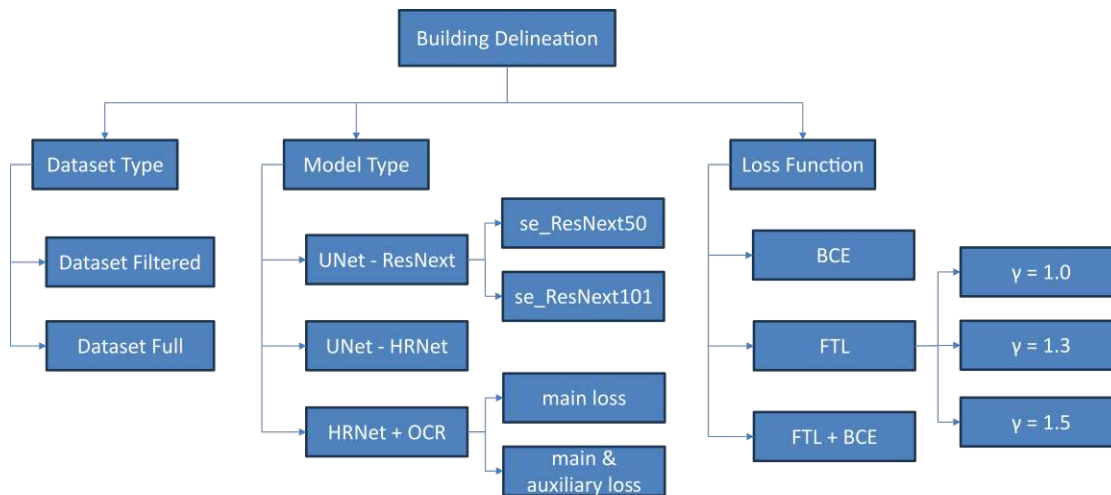 Building Delineation
Dataset Type
Model Type
Loss Function
Dataset Filtered
Dataset Full
UNet - ResNext
se_ResNext50
se_ResNext101
UNet - HRNet
HRNet + OCR
main loss
main &
auxiliary loss
BCE
FTL
γ = 1.0
γ = 1.3
γ = 1.5
FTL + BCE